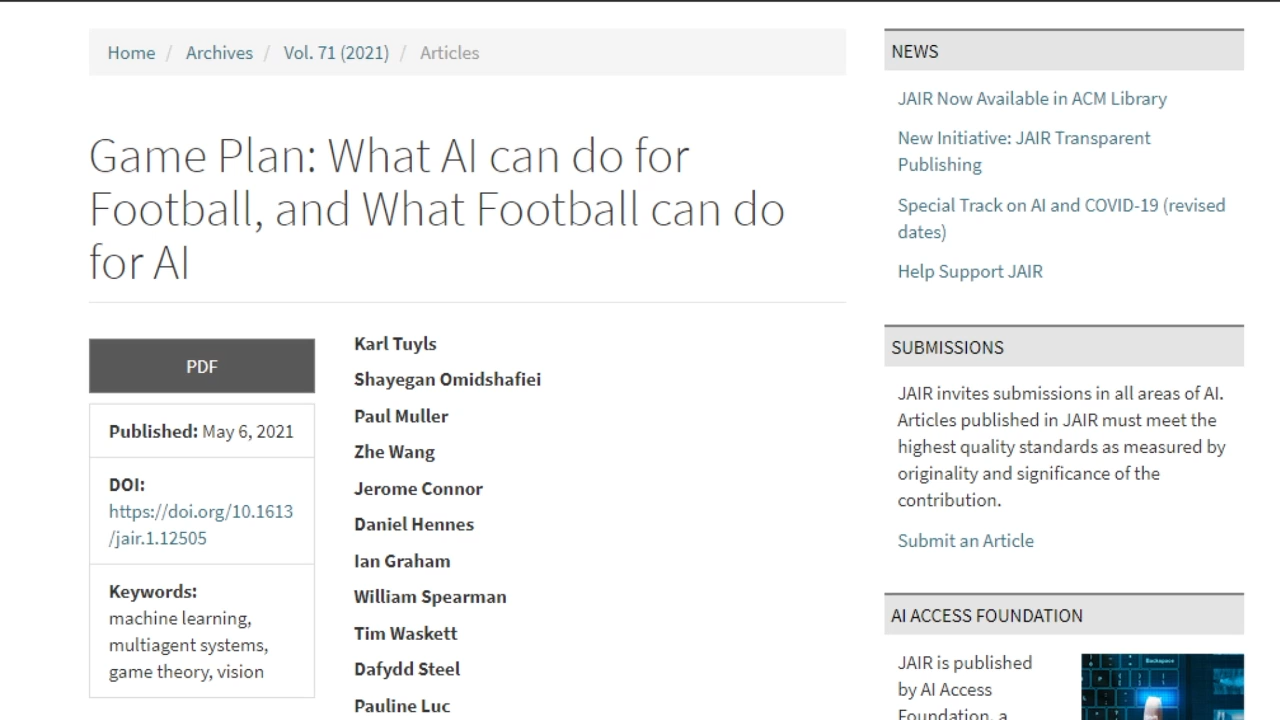 Home / Archives / Vol. 71 (2021) / Articles
Game Plan: What AI can do for
Football, and What Football can do
for AI
PDF
Published: May 6, 2021
DOI:
https://doi.org/10.1613
/jair.1.12505
Keywords:
machine learning,
multiagent systems,
game theory, vision
Karl Tuyls
Shayegan Omidshafiei
Paul Muller
Zhe Wang
Jerome Connor
Daniel Hennes
Ian Graham
William Spearman
Tim Waskett
Dafydd Steel
Pauline Luc
NEWS
JAIR Now Available in ACM Library
New Initiative: JAIR Transparent
Publishing
Special Track on AI and COVID-19 (revised
dates)
Help Support JAIR
SUBMISSIONS
JAIR invites submissions in all areas of AI.
Articles published in JAIR must meet the
highest quality standards as measured by
originality and significance of the
contribution.
Submit an Article
AI ACCESS FOUNDATION
JAIR is published
by AI Access
Foundation, a
Backspace